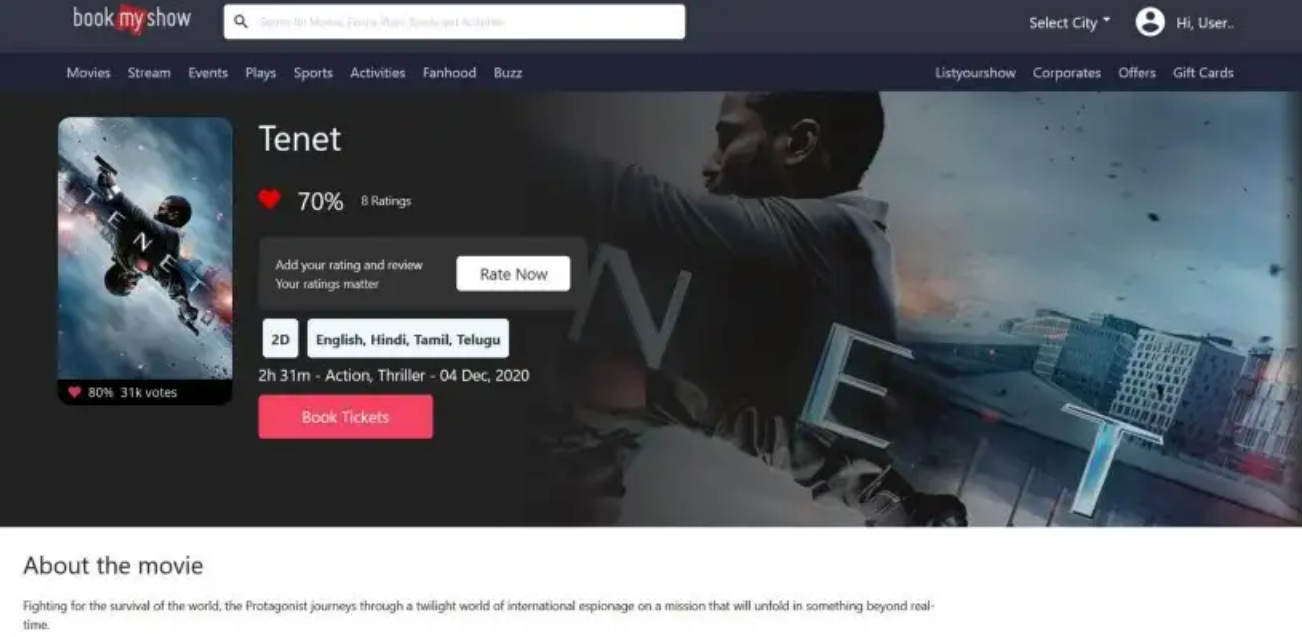 book my show
Search for Movies, Events, Plays, Sports and Activities
Select City
Hi, User..
Movies Stream Events Plays Sports Activities Fanhood Buzz
Listyourshow Corporates Offers Gift Cards
TENET
80% 31k votes
Tenet
70% 8 Ratings
Add your rating and review
Your ratings matter
Rate Now
2D English, Hindi, Tamil, Telugu
2h 31m - Action, Thriller - 04 Dec, 2020
Book Tickets
N E T
About the movie
Fighting for the survival of the world, the Protagonist journeys through a twilight world of international espionage on a mission that will unfold in something beyond real-
time.